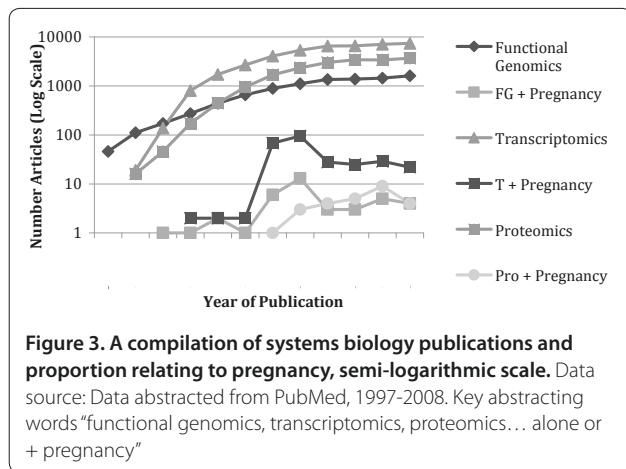 10000
1000
100
10
1
Number Articles (Log Scale)
Year of Publication
Functional
Genomics
FG + Pregnancy
Transcriptomics
T + Pregnancy
Proteomics
Pro + Pregnancy
Figure 3. A compilation of systems biology publications and
proportion relating to pregnancy, semi-logarithmic scale. Data
source: Data abstracted from PubMed, 1997-2008. Key abstracting
words “functional genomics, transcriptomics, proteomics… alone or
+ pregnancy”